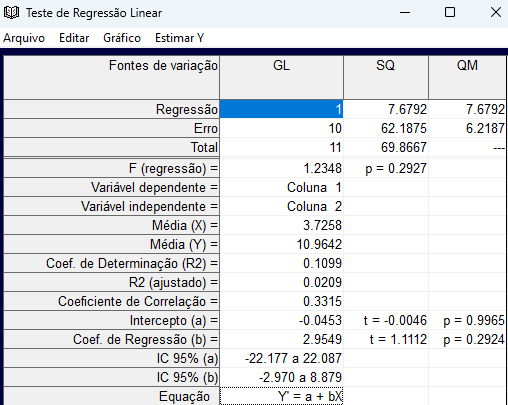 Teste de Regressão Linear
Arquivo Editar Gráfico Estimar Y
Fontes de variação GL SQ QM
Regressão 1 7.6792 7.6792
Erro 10 62.1875 6.2187
Total 11 69.8667 ---
F (regressão) = 1.2348 p = 0.2927
Variável dependente = Coluna 1
Variável independente = Coluna 2
Média (X) = 3.7258
Média (Y) = 10.9642
Coef. de Determinação (R2) = 0.1099
R2 (ajustado) = 0.0209
Coeficiente de Correlação = 0.3315
Intercepto (a) = -0.0453 t = -0.0046 p = 0.9965
Coef. de Regressão (b) = 2.9549 t = 1.1112 p = 0.2924
IC 95% (a) -22.177 a 22.087
IC 95% (b) -2.970 a 8.879
Equação Y' = a + bX